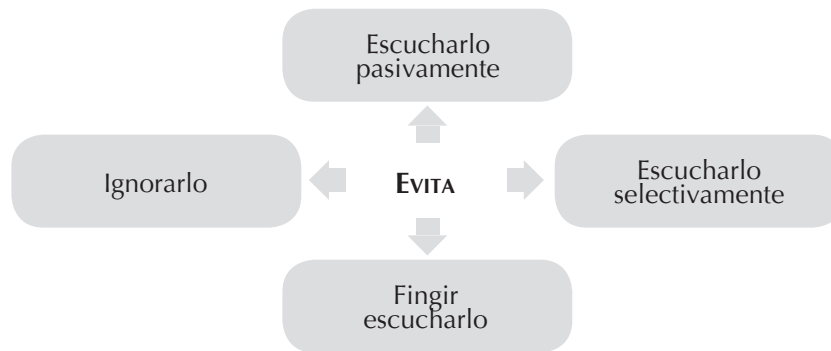 Escucharlo
pasivamente
Ignorarlo
EVITA
Escucharlo
selectivamente
Fingir
escucharlo